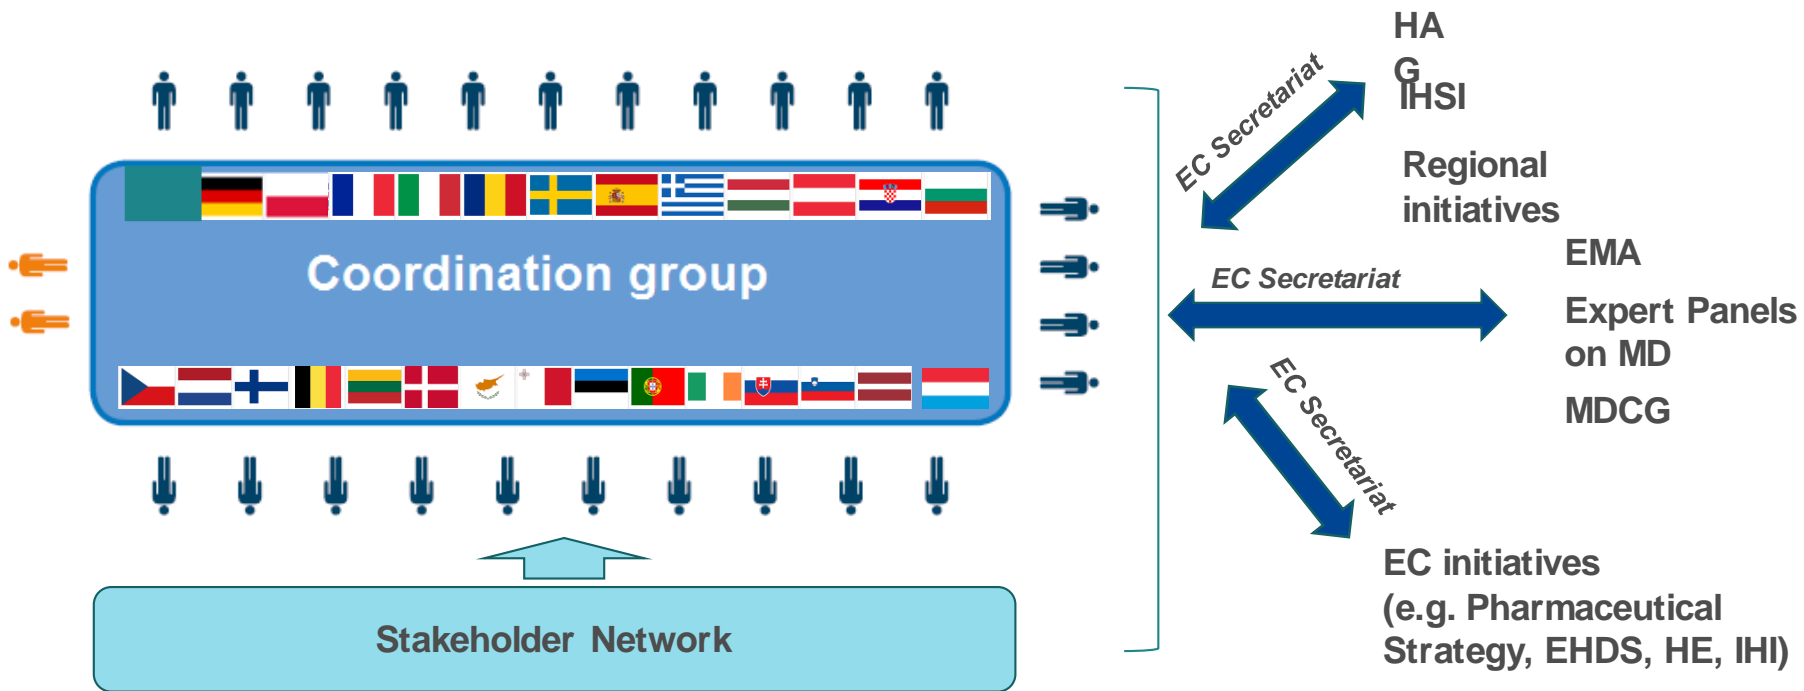 HA
G
IHSI
EC Secretariat
Regional
initiatives
Coordination group
EC Secretariat
EMA
Expert Panels
on MD
MDCG
EC Secretariat
EC initiatives
(e.g. Pharmaceutical
Strategy, EHDS, HE, IHI)
Stakeholder Network